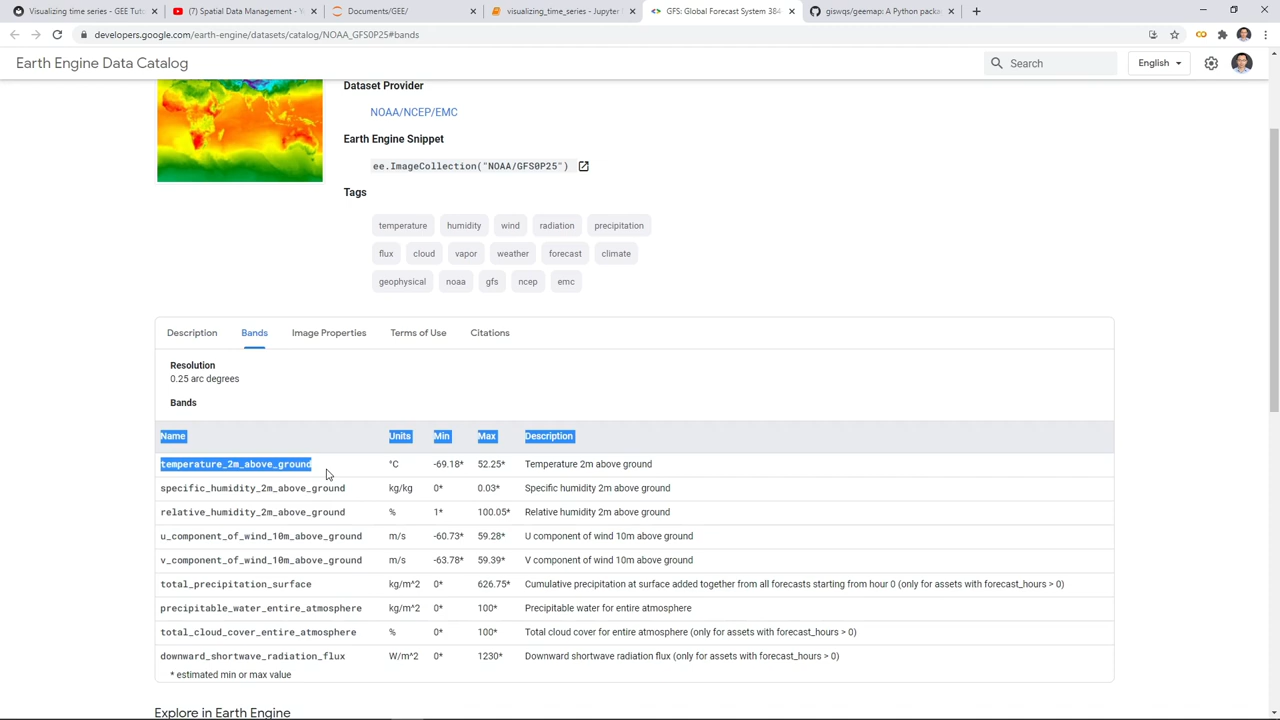 Visualizing time series - GEE Tuto
(7) Spatial Data Management - Y
Documents/GEE/
visualizing_time_series - Jupyter
GFS: Global Forecast System 384
giswqs/geemap: A Python packa
developers.google.com/earth-engine/datasets/catalog/NOAA_GFS0P25#bands
Earth Engine Data Catalog
Search
English
Dataset Provider
NOAA/NCEP/EMC
Earth Engine Snippet
ee.ImageCollection("NOAA/GFS0P25")
Tags
temperature humidity wind radiation precipitation
flux cloud vapor weather forecast climate
geophysical noaa gfs ncep emc
Description Bands Image Properties Terms of Use Citations
Resolution
0.25 arc degrees
Bands
Name Units Min Max Description
temperature_2m_above_ground °C -69.18* 52.25* Temperature 2m above ground
specific_humidity_2m_above_ground kg/kg 0* 0.03* Specific humidity 2m above ground
relative_humidity_2m_above_ground % 1* 100.05* Relative humidity 2m above ground
u_component_of_wind_10m_above_ground m/s -60.73* 59.28* U component of wind 10m above ground
v_component_of_wind_10m_above_ground m/s -63.78* 59.39* V component of wind 10m above ground
total_precipitation_surface kg/m^2 0* 626.75* Cumulative precipitation at surface added together from all forecasts starting from hour 0 (only for assets with forecast_hours > 0)
precipitable_water_entire_atmosphere kg/m^2 0* 100* Precipitable water for entire atmosphere
total_cloud_cover_entire_atmosphere % 0* 100* Total cloud cover for entire atmosphere (only for assets with forecast_hours > 0)
downward_shortwave_radiation_flux W/m^2 0* 1230* Downward shortwave radiation flux (only for assets with forecast_hours > 0)
* estimated min or max value
Explore in Earth Engine